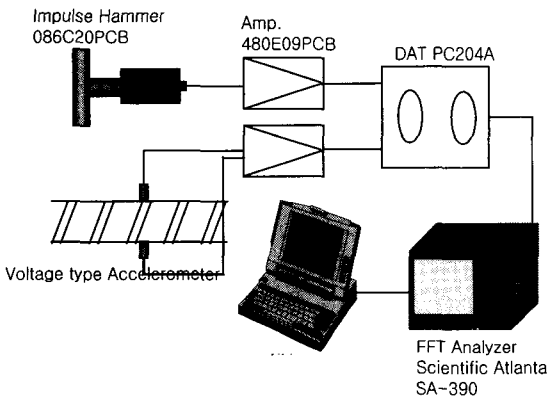 Impulse Hammer
086C20PCB
Amp.
480E09PCB
DAT PC204A
Voltage type Accelerometer
FFT Analyzer
Scientific Atlanta
SA-390